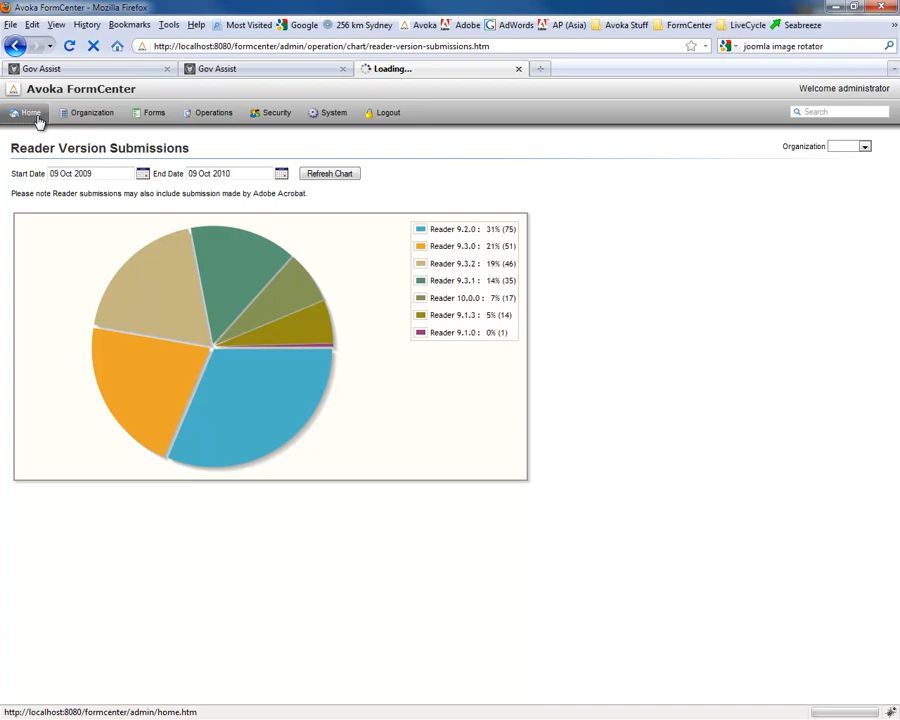 Avoka FormCenter - Mozilla Firefox
File Edit View History Bookmarks Tools Help Most Visited Google 256 km Sydney Avoka Adobe AdWords AP (Asia) Avoka Stuff FormCenter LiveCycle Seabreeze
http://localhost:8080/formcenter/admin/operation/chart/reader-version-submissions.htm joomla image rotator
Gov Assist Gov Assist Loading...
Avoka FormCenter Welcome administrator
Home Organization Forms Operations Security System Logout Search
Reader Version Submissions Organization
Start Date 09 Oct 2009 End Date 09 Oct 2010 Refresh Chart
Please note Reader submissions may also include submission made by Adobe Acrobat.
Reader 9.2.0 : 31% (75)
Reader 9.3.0 : 21% (51)
Reader 9.3.2 : 19% (46)
Reader 9.3.1 : 14% (35)
Reader 10.0.0 : 7% (17)
Reader 9.1.3 : 5% (14)
Reader 9.1.0 : 0% (1)
http://localhost:8080/formcenter/admin/home.htm